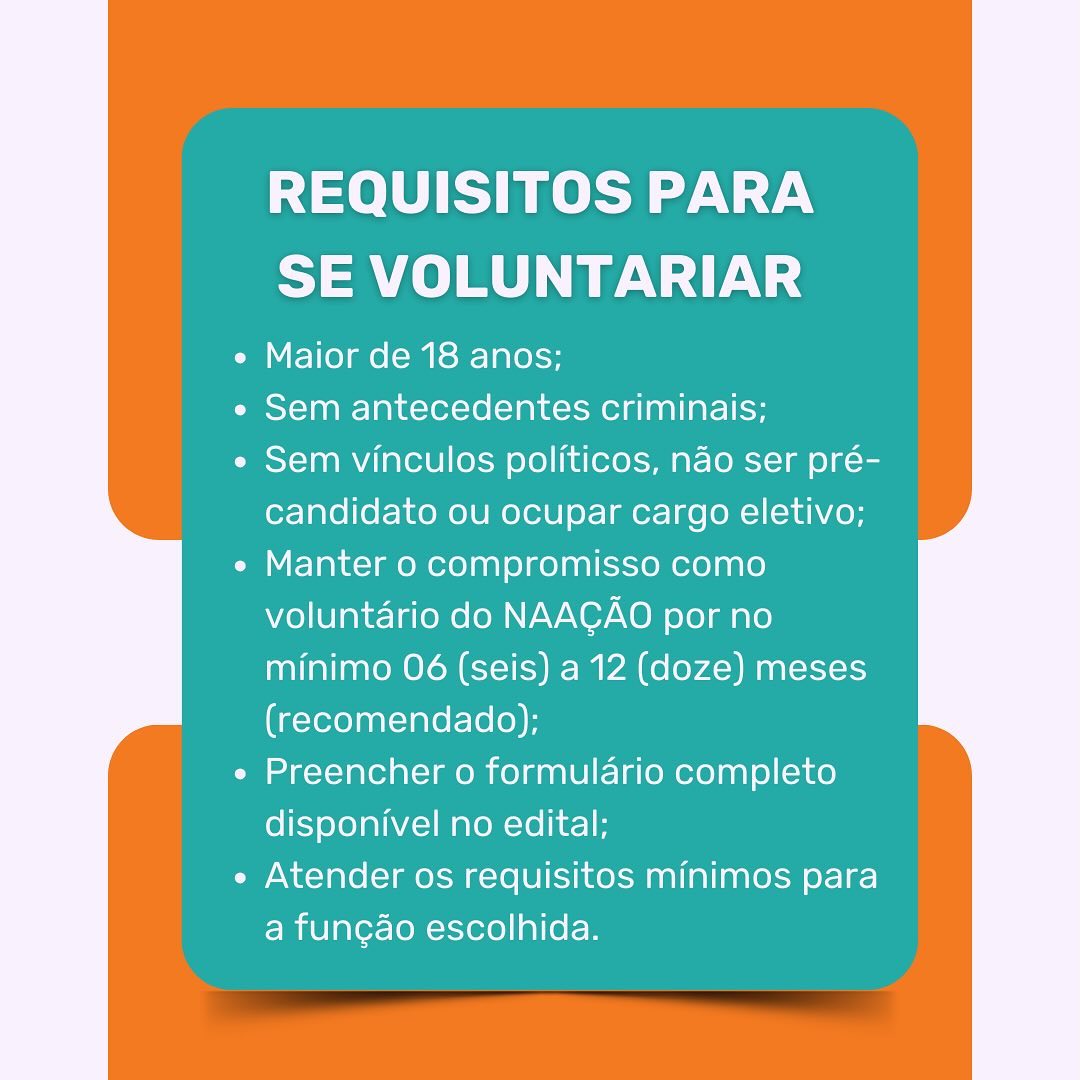 REQUISITOS PARA
SE VOLUNTARIAR
• Maior de 18 anos;
• Sem antecedentes criminais;
• Sem vínculos políticos, não ser pré-
candidato ou ocupar cargo eletivo;
• Manter o compromisso como
voluntário do NAAÇÃO por no
mínimo 06 (seis) a 12 (doze) meses
(recomendado);
• Preencher o formulário completo
disponível no edital;
• Atender os requisitos mínimos para
a função escolhida.